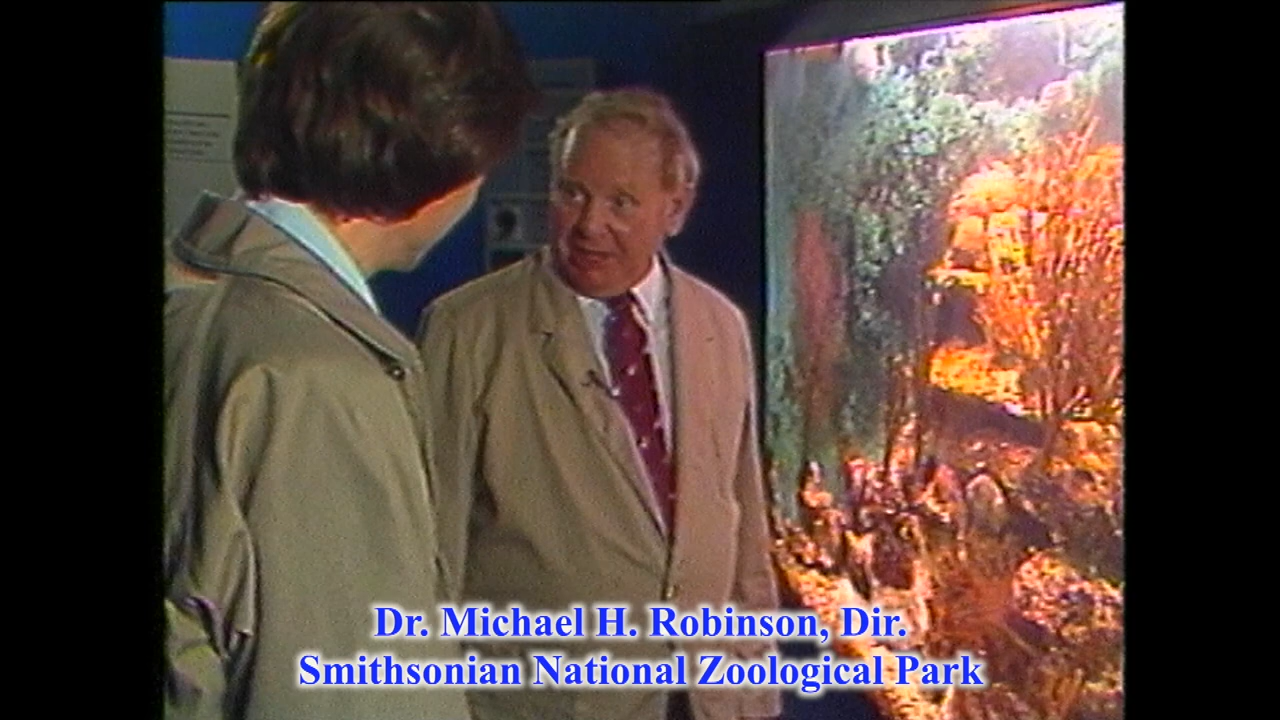 Dr. Michael H. Robinson, Dir.
Smithsonian National Zoological Park